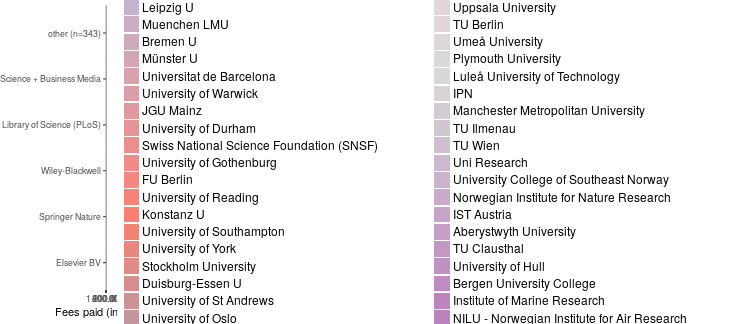 other (n=343)
Science + Business Media
Library of Science (PLoS)
Wiley-Blackwell
Springer Nature
Elsevier BV
Fees paid (in
Leipzig U
Muenchen LMU
Bremen U
Münster U
Universitat de Barcelona
University of Warwick
JGU Mainz
University of Durham
Swiss National Science Foundation (SNSF)
University of Gothenburg
FU Berlin
University of Reading
Konstanz U
University of Southampton
University of York
Stockholm University
Duisburg-Essen U
University of St Andrews
University of Oslo
Uppsala University
TU Berlin
Umeå University
Plymouth University
Luleå University of Technology
IPN
Manchester Metropolitan University
TU Ilmenau
TU Wien
Uni Research
University College of Southeast Norway
Norwegian Institute for Nature Research
IST Austria
Aberystwyth University
TU Clausthal
University of Hull
Bergen University College
Institute of Marine Research
NILU - Norwegian Institute for Air Research